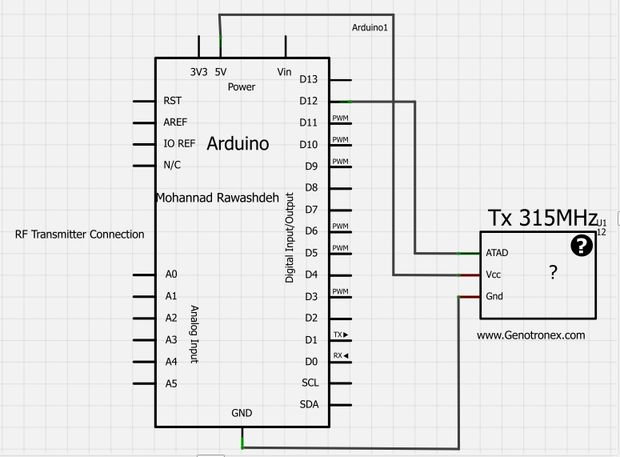 Arduino1
3V3 5V Vin
Power
D13
RST
D12
AREF
D11 PWM
IO REF
Arduino
D10 PWM
N/C
D9 PWM
D8
Mohannad Rawashdeh
D7
Tx 315MHz
U1
12
RF Transmitter Connection
D6 PWM
Digital Input/Output
D5 PWM
ATAD
?
A0
D4
Vcc
?
A1
D3 PWM
Gnd
A2
D2
Analog Input
A3
D1 TX
www.Genotronex.com
A4
D0 RX
A5
SCL
SDA
GND